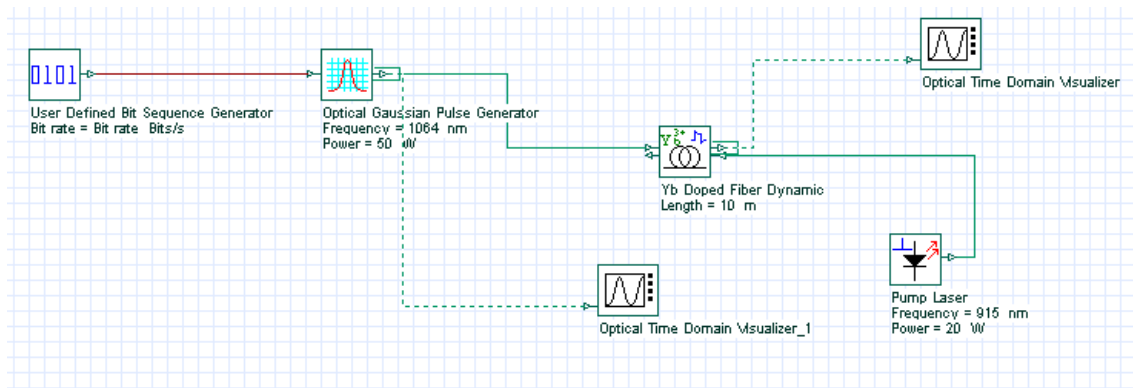 0101
User Defined Bit Sequence Generator
Bit rate = Bit rate Bits/s
Optical Gaussian Pulse Generator
Frequency = 1064 nm
Power = 50 W
Optical Time Domain Visualizer
Y 3+
b
Yb Doped Fiber Dynamic
Length = 10 m
Optical Time Domain Visualizer_1
Pump Laser
Frequency = 915 nm
Power = 20 W